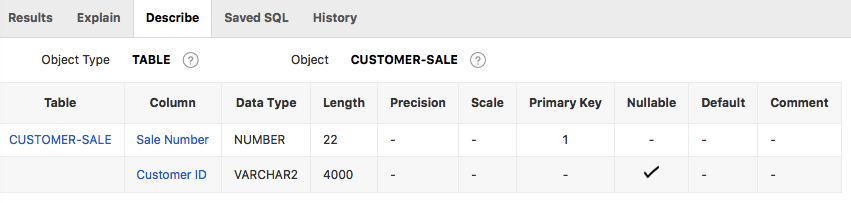 Results Explain Describe Saved SQL History
Object Type TABLE ? Object CUSTOMER-SALE ?
Table Column Data Type Length Precision Scale Primary Key Nullable Default Comment
CUSTOMER-SALE Sale Number NUMBER 22 - - 1 - - -
Customer ID VARCHAR2 4000 - - - ✓ - -